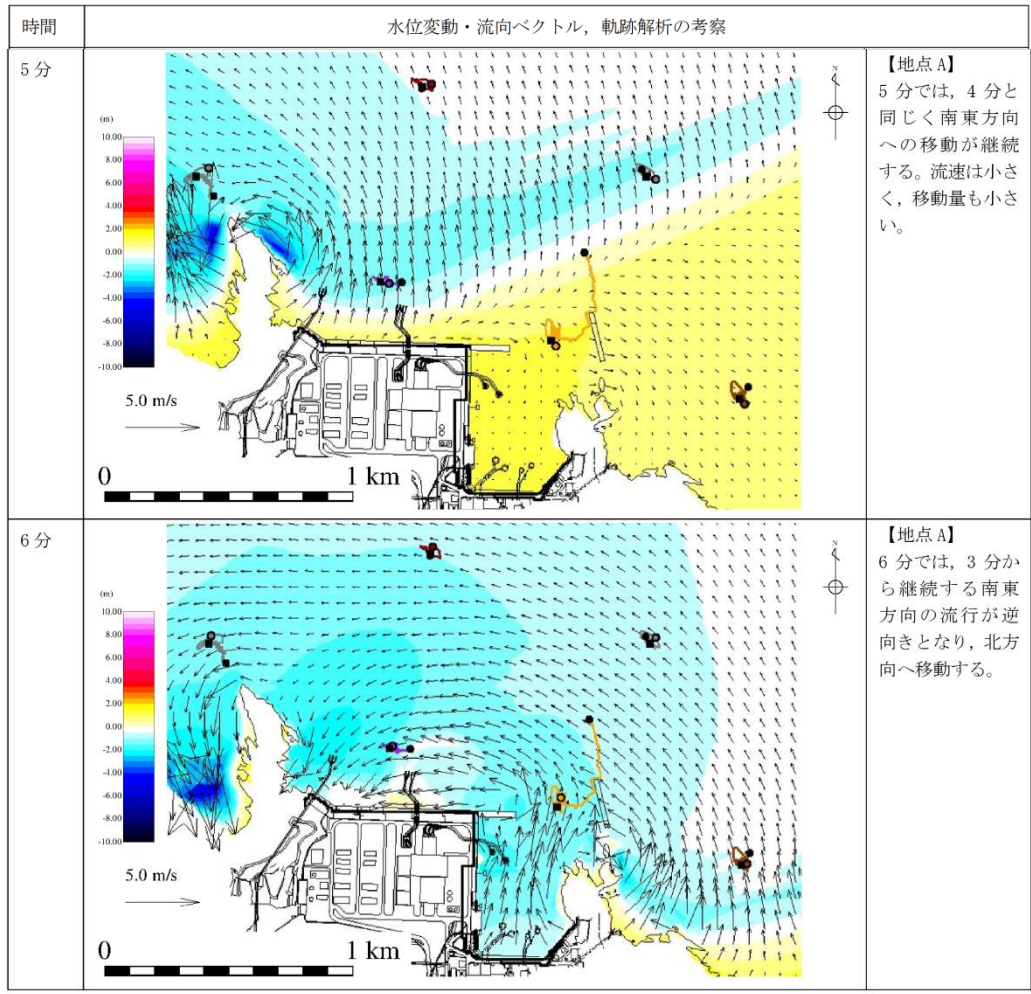 時間
水位変動・流向ベクトル，軌跡解析の考察
5分
(m)
10.00
8.00
6.00
4.00
2.00
0.00
-2.00
-4.00
-6.00
-8.00
-10.00
5.0 m/s
0
1 km
N
【地点 A】
5 分では，4 分と
同じく南東方向
への移動が継続
する。流速は小さ
く，移動量も小さ
い。
6分
(m)
10.00
8.00
6.00
4.00
2.00
0.00
-2.00
-4.00
-6.00
-8.00
-10.00
5.0 m/s
0
1 km
N
【地点 A】
6 分では，3 分か
ら継続する南東
方向の流行が逆
向きとなり，北方
向へ移動する。